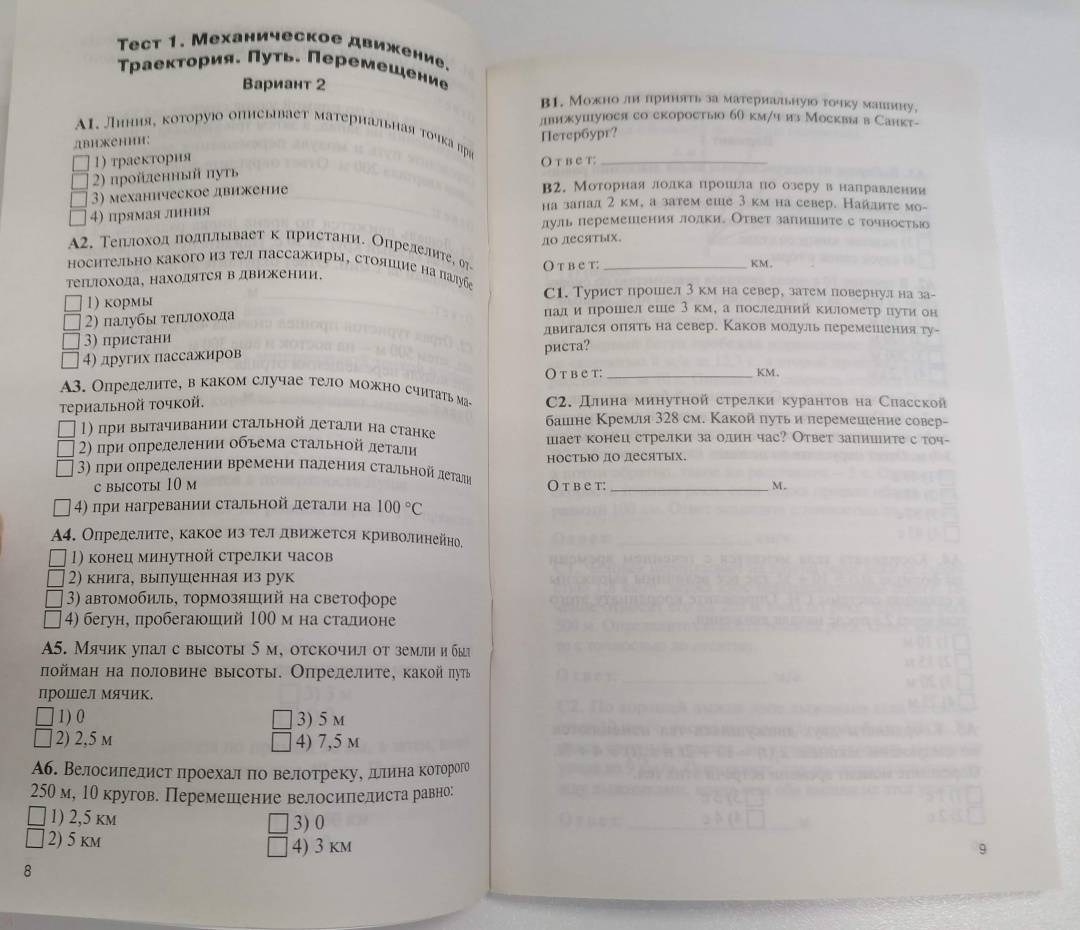 Тест 1. Механическое движение.
Траектория. Путь. Перемещение
Вариант 2
А1. Линия, которую описывает материальная точка при
движении:
1) траектория
2) пройденный путь
3) механическое движение
4) прямая линия
А2. Теплоход подплывает к пристани. Определите, от-
носительно какого из тел пассажиры, стоящие на палубе
теплохода, находятся в движении.
1) кормы
2) палубы теплохода
3) пристани
4) других пассажиров
А3. Определите, в каком случае тело можно считать ма-
териальной точкой.
1) при вытачивании стальной детали на станке
2) при определении объема стальной детали
3) при определении времени падения стальной детали
с высоты 10 м
4) при нагревании стальной детали на 100 °С
А4. Определите, какое из тел движется криволинейно.
1) конец минутной стрелки часов
2) книга, выпущенная из рук
3) автомобиль, тормозящий на светофоре
4) бегун, пробегающий 100 м на стадионе
А5. Мячик упал с высоты 5 м, отскочил от земли и был
пойман на половине высоты. Определите, какой путь
прошел мячик.
1) 0
3) 5 м
2) 2,5 м
4) 7,5 м
А6. Велосипедист проехал по велотреку, длина которого
250 м, 10 кругов. Перемещение велосипедиста равно:
1) 2,5 км
3) 0
2) 5 км
4) 3 км
8
В1. Можно ли принять за материальную точку машину,
движущуюся со скоростью 60 км/ч из Москвы в Санкт-
Петербург?
Ответ:
В2. Моторная лодка прошла по озеру в направлении
на запад 2 км, а затем еще 3 км на север. Найдите мо-
дуль перемещения лодки. Ответ запишите с точностью
до десятых.
Ответ: км.
С1. Турист прошел 3 км на север, затем повернул на за-
пад и прошел еще 3 км, а последний километр пути он
двигался опять на север. Каков модуль перемещения ту-
риста?
Ответ: км.
С2. Длина минутной стрелки курантов на Спасской
башне Кремля 328 см. Какой путь и перемещение совер-
шает конец стрелки за один час? Ответ запишите с точ-
ностью до десятых.
Ответ: м.
9